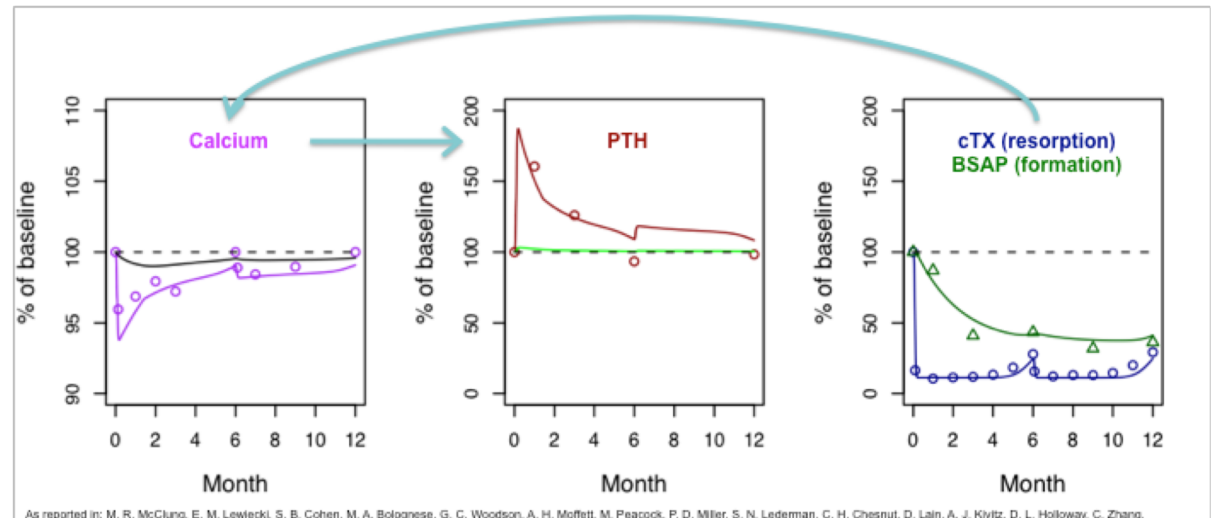 Calcium
110
105
100
95
90
% of baseline
0 2 4 6 8 10 12
Month
PTH
200
150
100
50
0
% of baseline
0 2 4 6 8 10 12
Month
cTX (resorption)
BSAP (formation)
200
150
100
50
0
% of baseline
0 2 4 6 8 10 12
Month
As reported in: M. R. McClung, E. M. Lewiecki, S. B. Cohen, M. A. Bolognese, G. C. Woodson, A. H. Moffett, M. Peacock, P. D. Miller, S. N. Lederman, C. H. Chesnut, D. Lain, A. J. Kivitz, D. L. Holloway, C. Zhang,